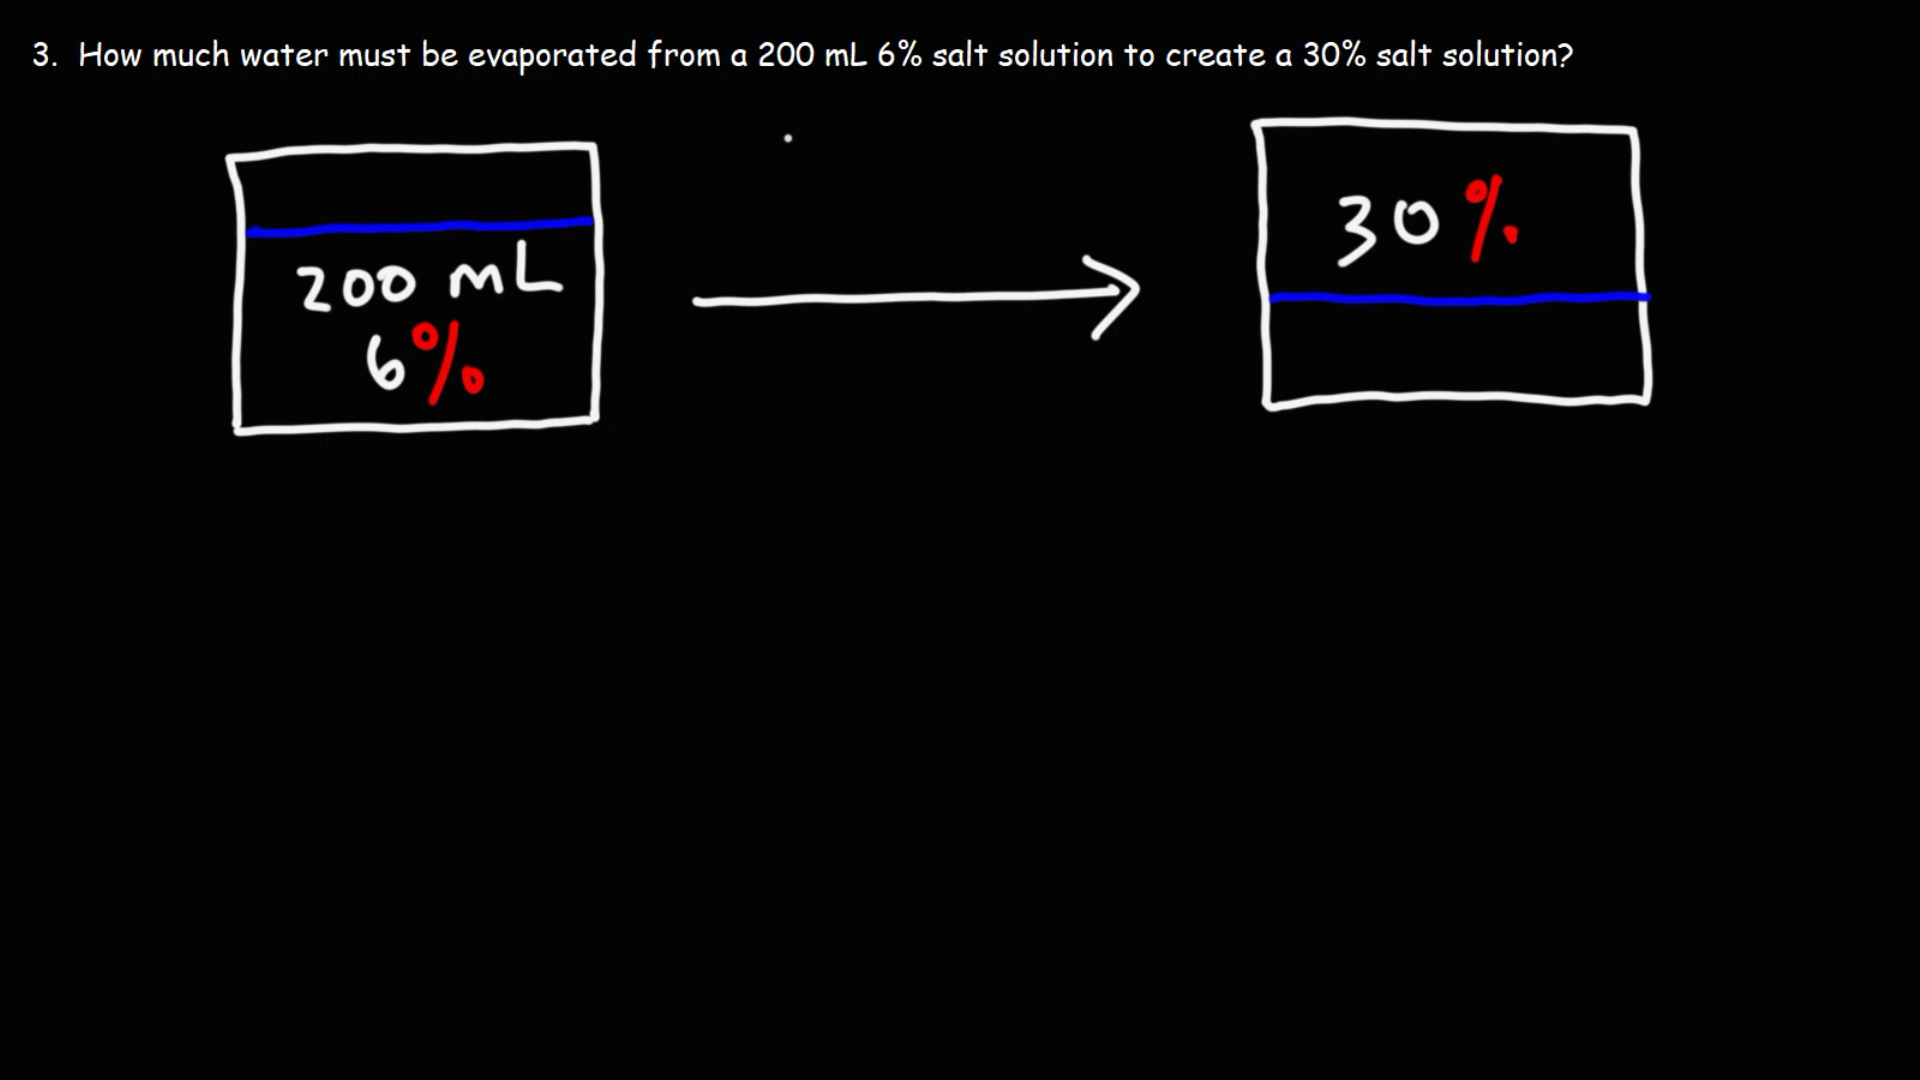 3. How much water must be evaporated from a 200 mL 6% salt solution to create a 30% salt solution?
200 mL
6%
30%